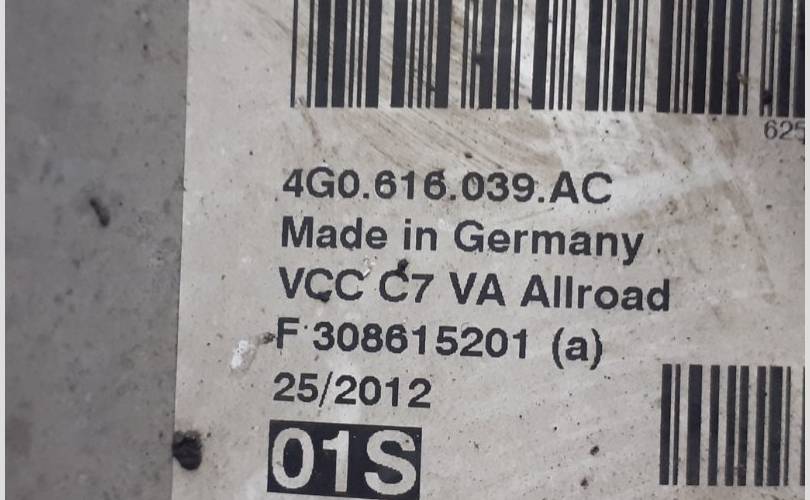 625
4G0.616.039.AC
Made in Germany
VCC C7 VA Allroad
F 308615201 (a)
25/2012
01S